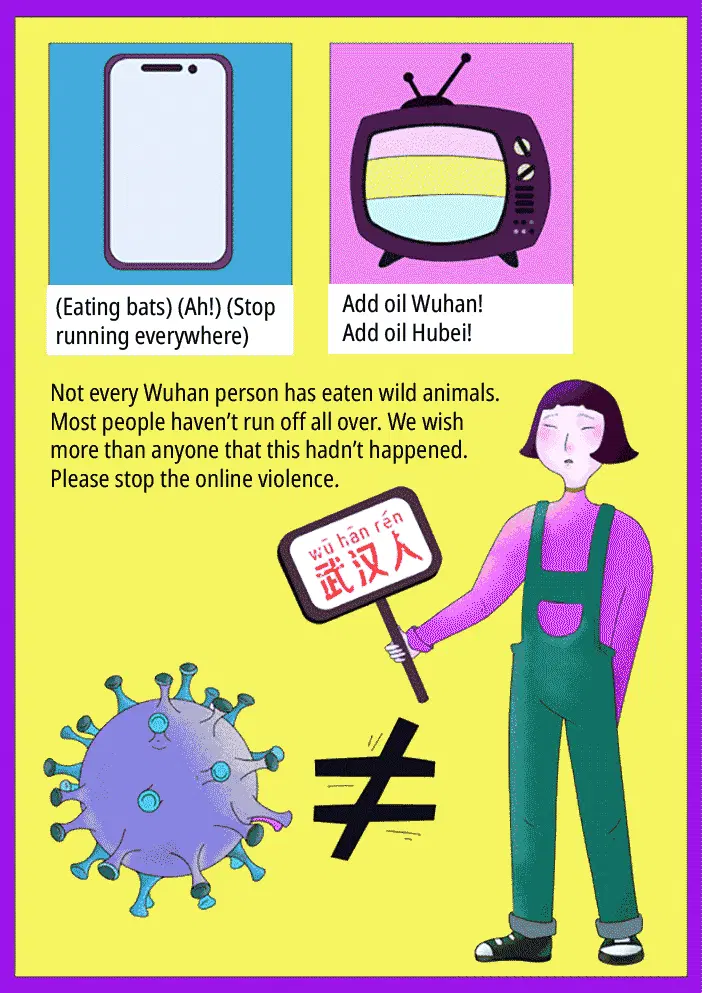 (Eating bats) (Ah!) (Stop
running everywhere)
Add oil Wuhan!
Add oil Hubei!
Not every Wuhan person has eaten wild animals.
Most people haven’t run off all over. We wish
more than anyone that this hadn’t happened.
Please stop the online violence.
wǔ hàn rén
武汉人